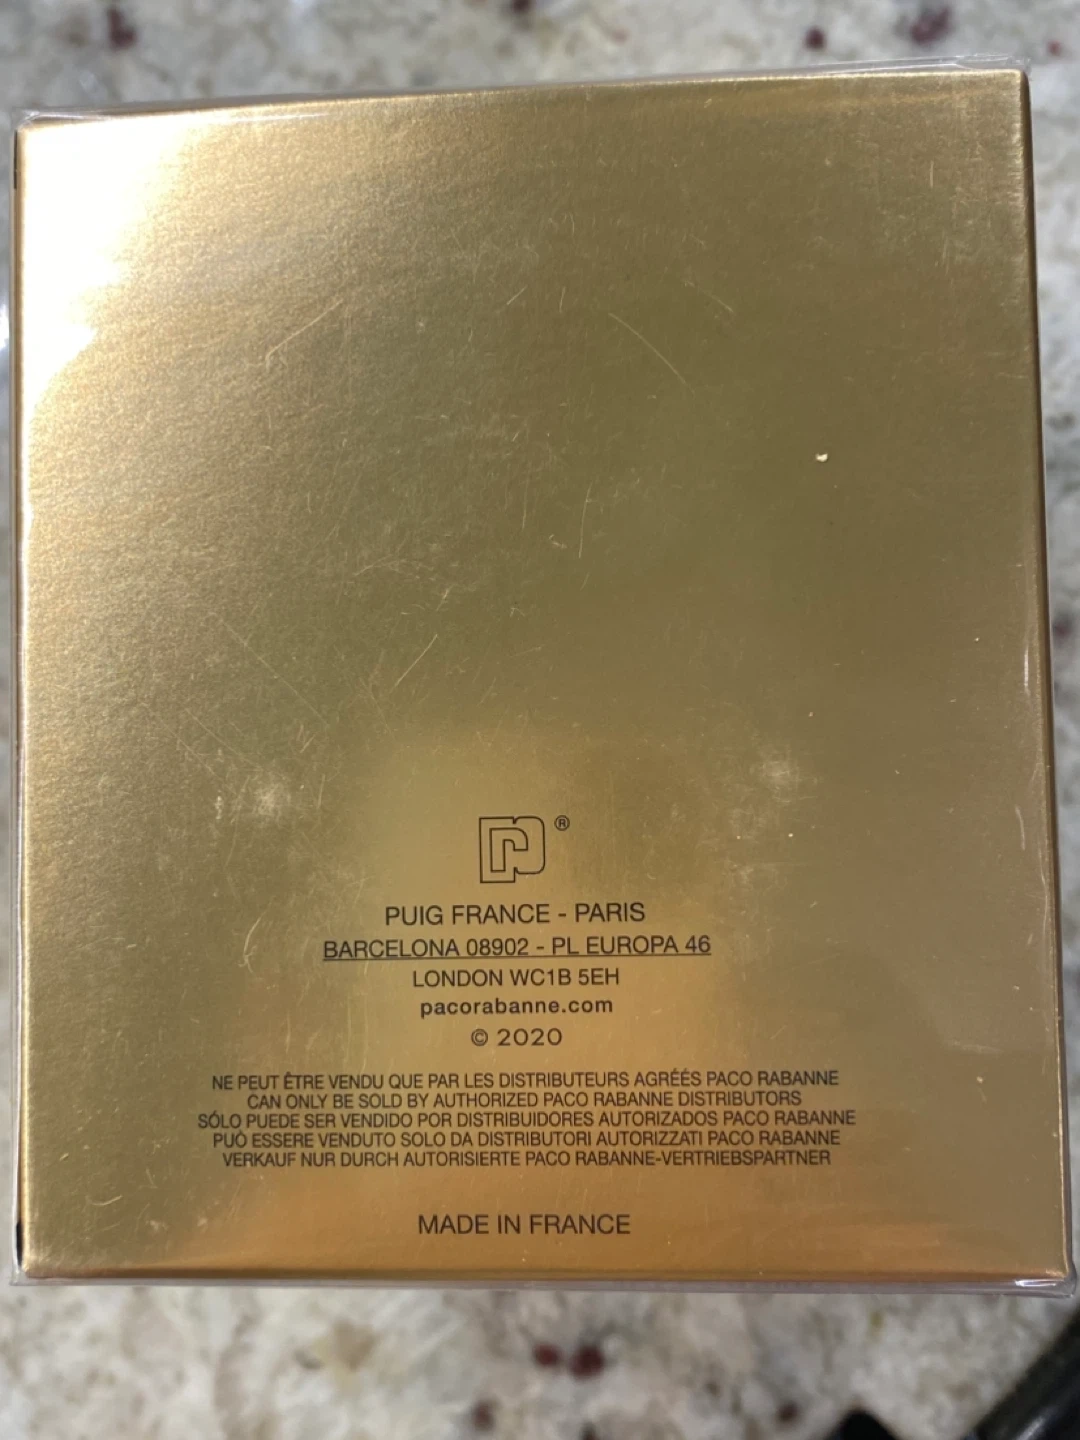 ®
PUIG FRANCE - PARIS
BARCELONA 08902 - PL EUROPA 46
LONDON WC1B 5EH
pacorabanne.com
© 2020
NE PEUT ÊTRE VENDU QUE PAR LES DISTRIBUTEURS AGRÉÉS PACO RABANNE
CAN ONLY BE SOLD BY AUTHORIZED PACO RABANNE DISTRIBUTORS
SÓLO PUEDE SER VENDIDO POR DISTRIBUIDORES AUTORIZADOS PACO RABANNE
PUÒ ESSERE VENDUTO SOLO DA DISTRIBUTORI AUTORIZZATI PACO RABANNE
VERKAUF NUR DURCH AUTORISIERTE PACO RABANNE-VERTRIEBSPARTNER
MADE IN FRANCE